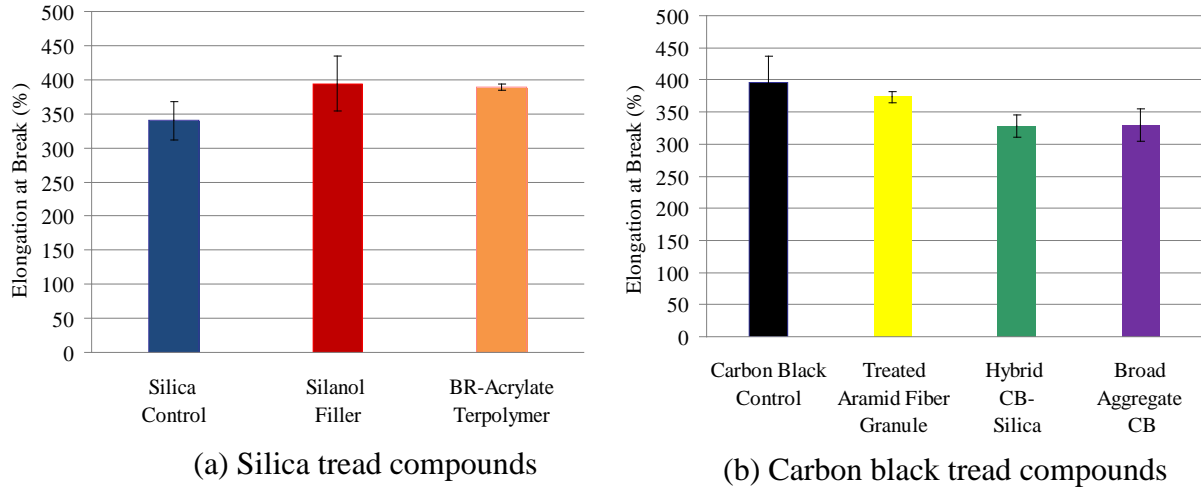 500
450
400
350
300
250
200
150
100
50
0
Elongation at Break (%)
Silica
Control
Silanol
Filler
BR-Acrylate
Terpolymer
(a) Silica tread compounds
500
450
400
350
300
250
200
150
100
50
0
Elongation at Break (%)
Carbon Black
Control
Treated
Aramid Fiber
Granule
Hybrid
CB-
Silica
Broad
Aggregate
CB
(b) Carbon black tread compounds